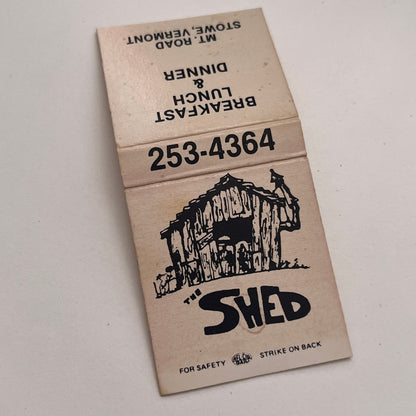 MT. ROAD
STOWE, VERMONT.
BREAKFAST
LUNCH
&
DINNER
253-4364
THE
SHED
FOR SAFETY STRIKE ON BACK